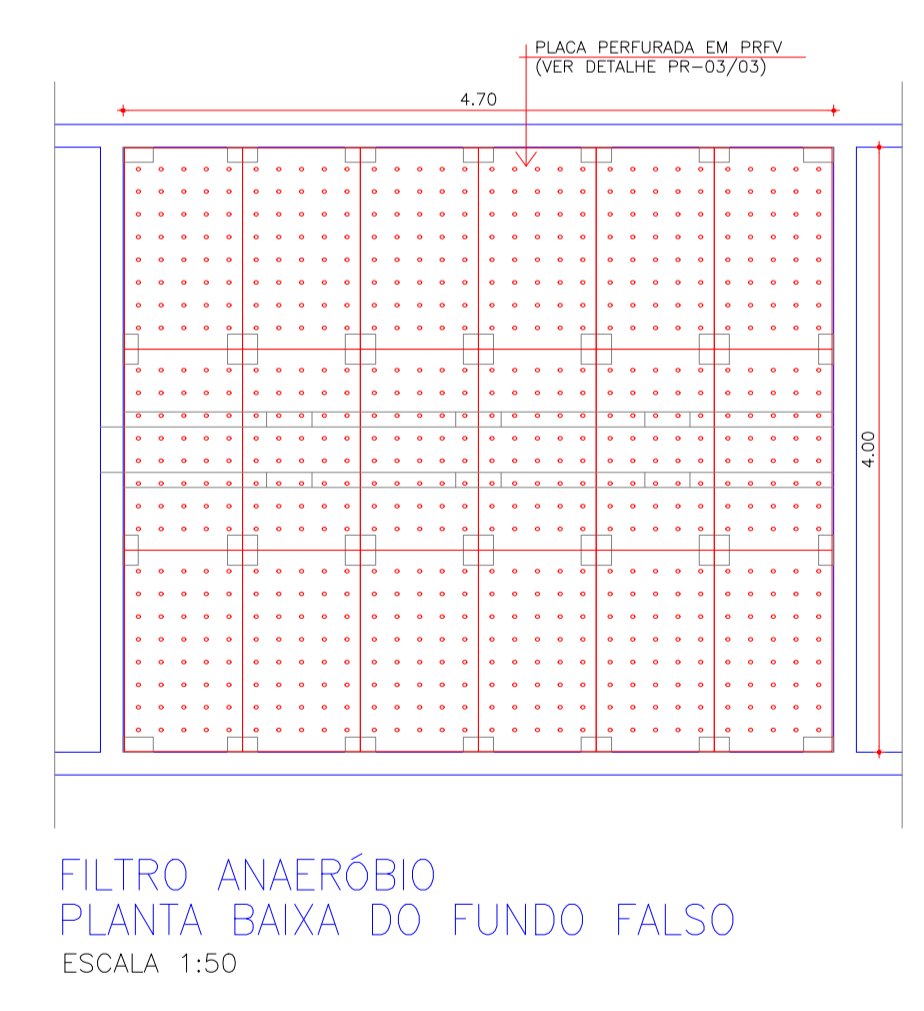 PLACA PERFURADA EM PRFV
(VER DETALHE PR-03/03)
4.70
4.00
FILTRO ANAERÓBIO
PLANTA BAIXA DO FUNDO FALSO
ESCALA 1:50